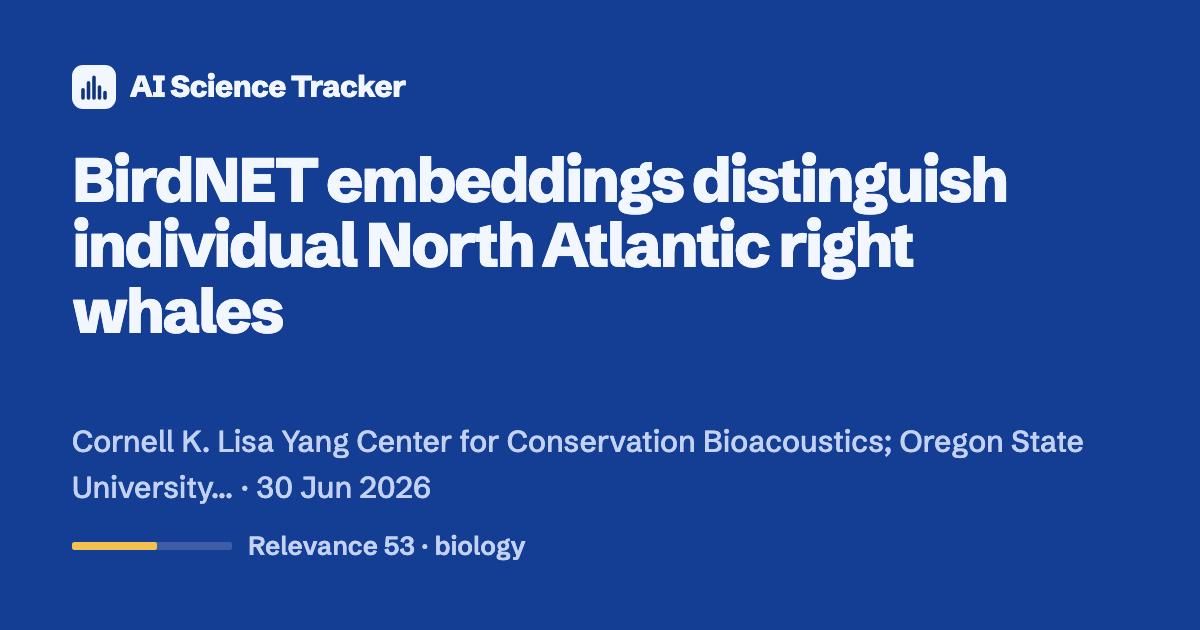 AI Science Tracker
BirdNET embeddings distinguish
individual North Atlantic right
whales
Cornell K. Lisa Yang Center for Conservation Bioacoustics; Oregon State
University... · 30 Jun 2026
Relevance 53 · biology